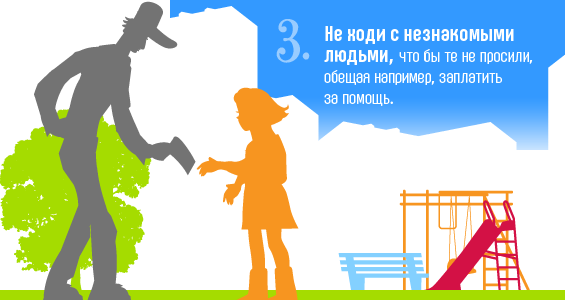 3. Не ходи с незнакомыми
людьми, что бы те не просили,
обещая например, заплатить
за помощь.